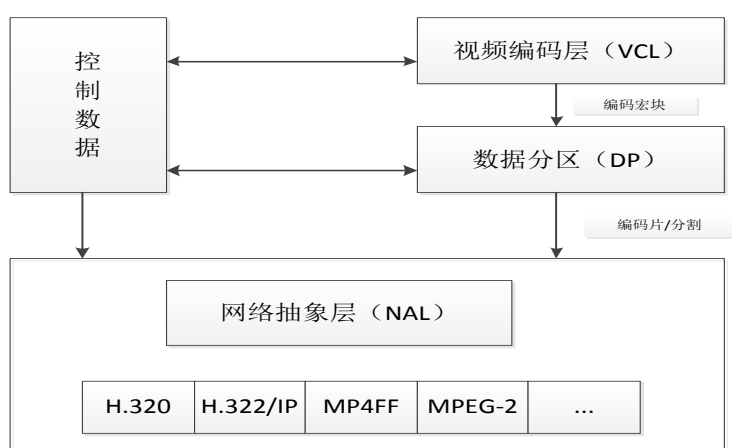 控
制
数
据
视频编码层（VCL）
编码宏块
数据分区（DP）
编码片/分割
网络抽象层（NAL）
H.320 H.322/IP MP4FF MPEG-2 ...